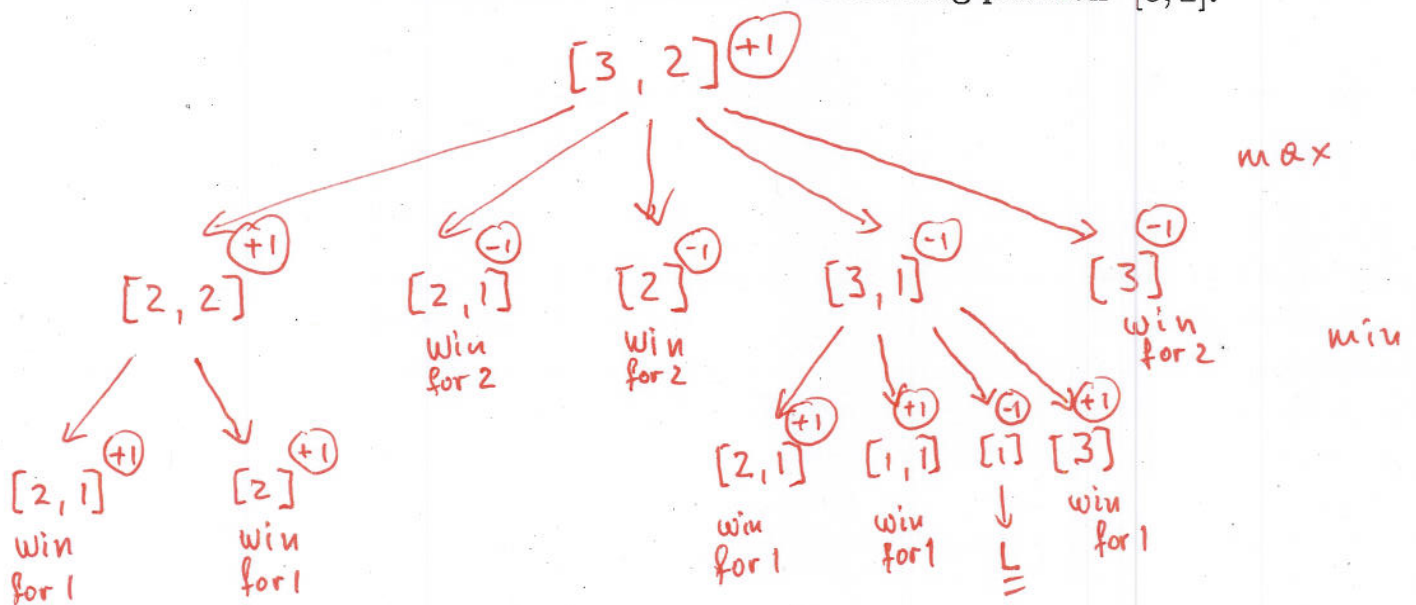 [3, 2].
[3, 2] +1
max
+1 -1 -1 -1 -1
[2, 2] [2, 1] [2] [3, 1] [3]
win for 2 win for 2 win for 2
min
+1 +1 +1 +1 -1 +1
[2, 1] [2] [2, 1] [1, 1] [1] [3]
win for 1 win for 1 win for 1 win for 1 L win for 1